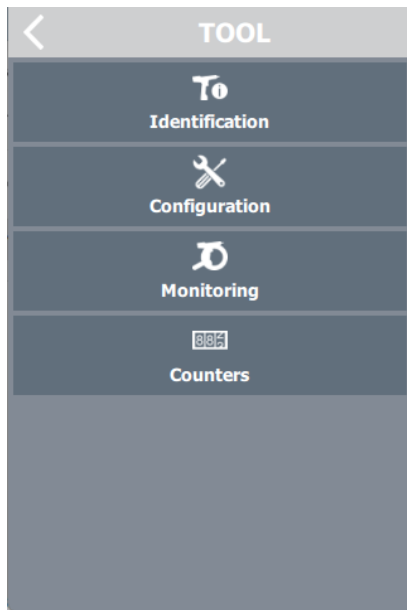 TOOL
Identification
Configuration
Monitoring
Counters